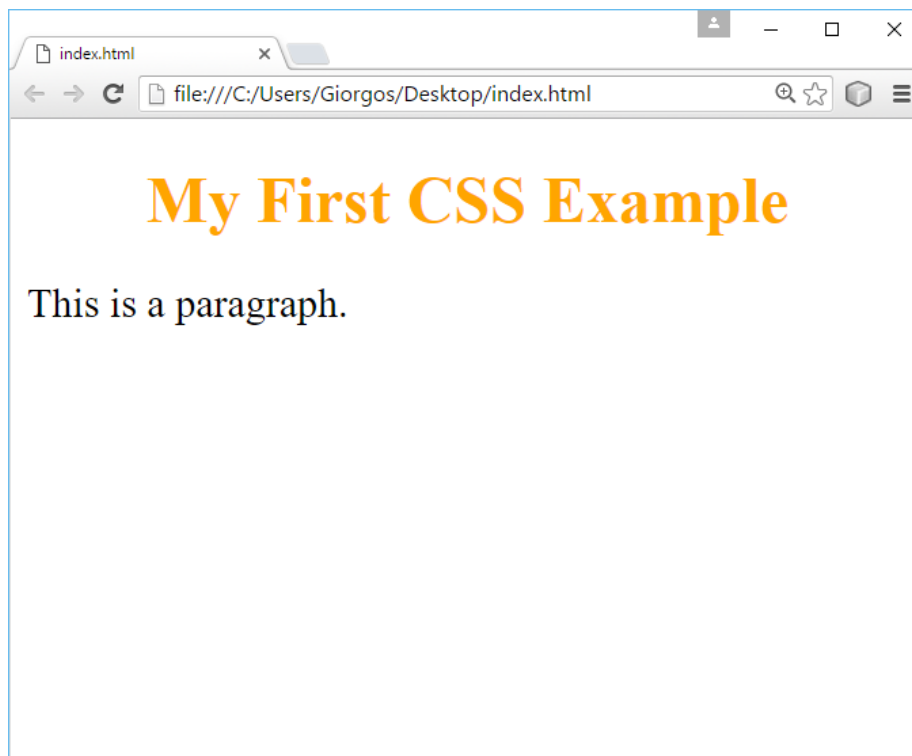 index.html
file:///C:/Users/Giorgos/Desktop/index.html
My First CSS Example
This is a paragraph.